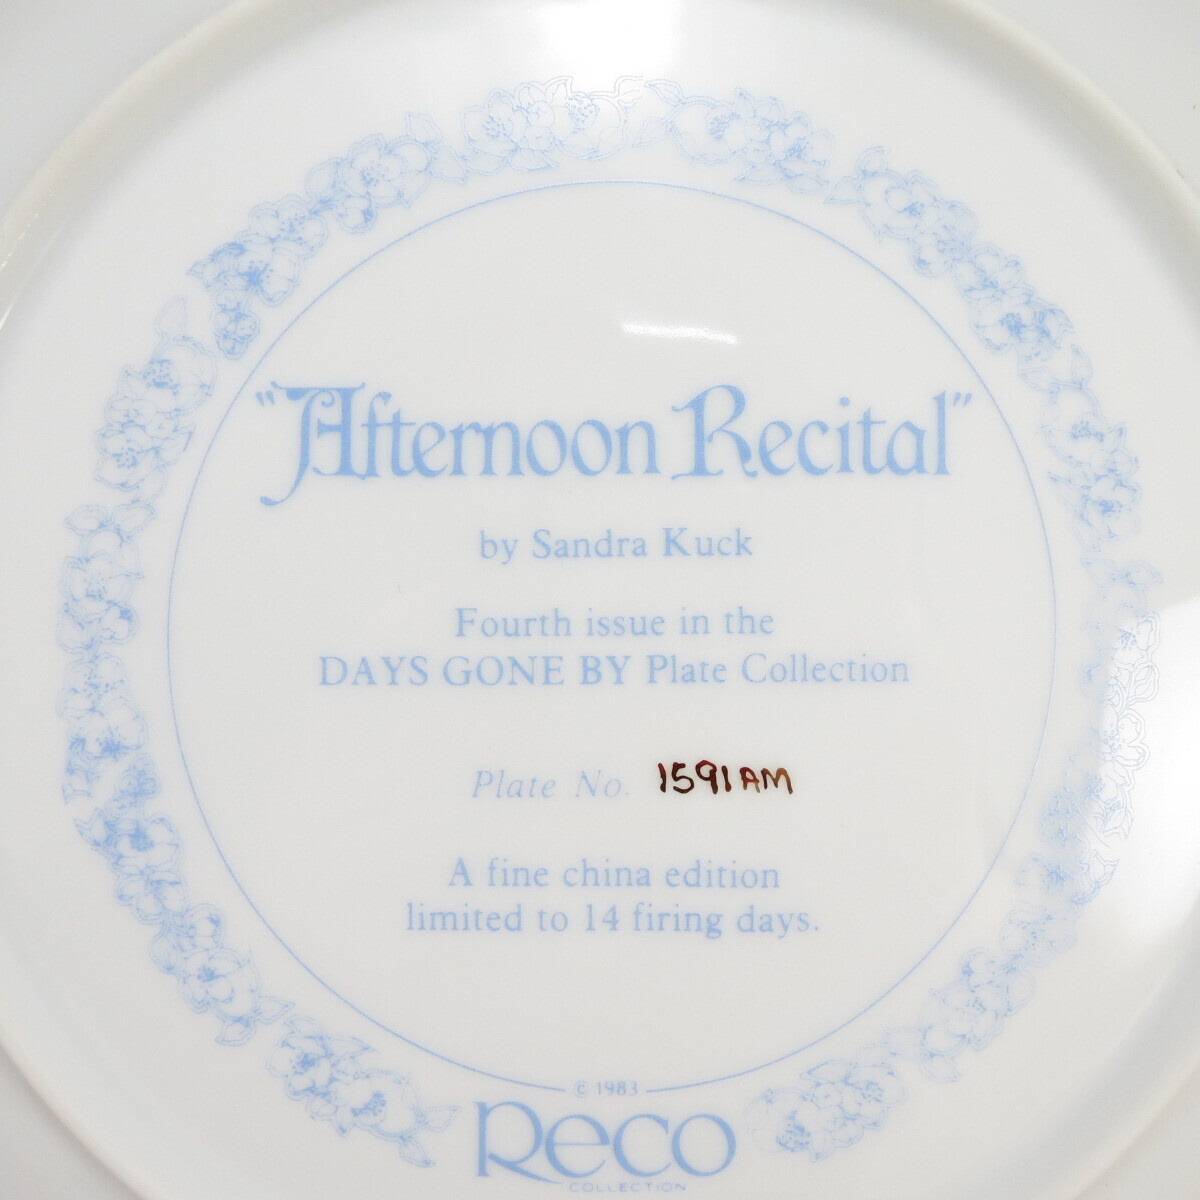 "Afternoon Recital"
by Sandra Kuck
Fourth issue in the
DAYS GONE BY Plate Collection
Plate No. 1591AM
A fine china edition
limited to 14 firing days.
© 1983
Reco
COLLECTION